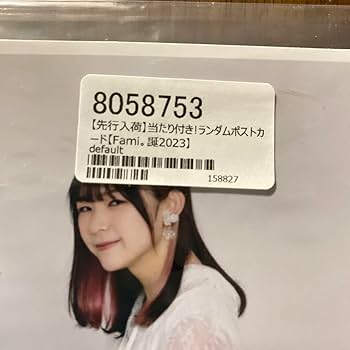 8058753
【先行入荷】当たり付き!ランダムポストカ
ード【Fami。誕2023】
default
158827